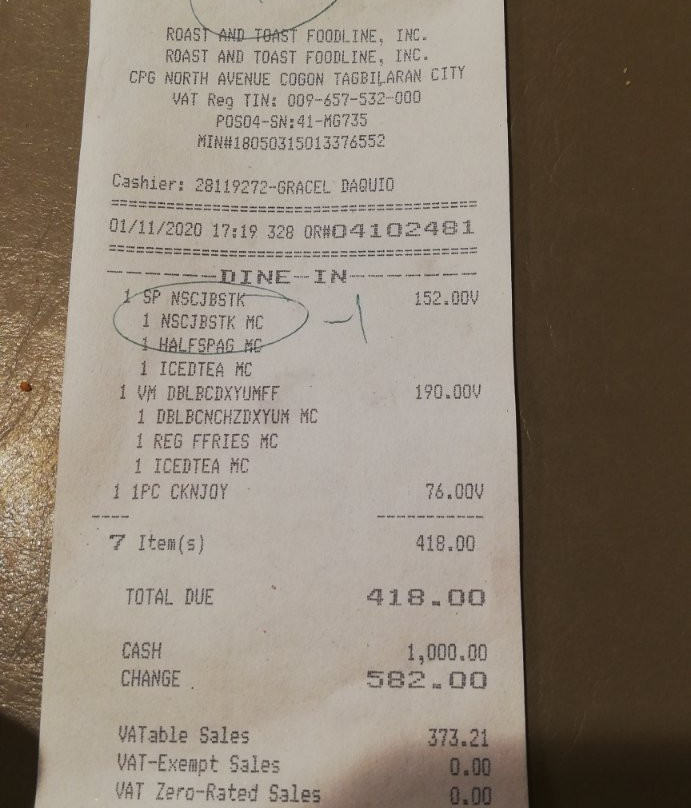 ROAST AND TOAST FOODLINE, INC.
ROAST AND TOAST FOODLINE, INC.
CPG NORTH AVENUE COGON TAGBILARAN CITY
VAT Reg TIN: 009-657-532-000
POS04-SN:41-MG735
MIN#18050315013376552
Cashier: 28119272-GRACEL DAQUIO
==========================================
01/11/2020 17:19 328 OR#04102481
==========================================
------DINE-IN-------
1 SP NSCJBSTK 152.00V
1 NSCJBSTK MC -1
1 HALFSPAG MC
1 ICEDTEA MC
1 VM DBLBCDXYUMFF 190.00V
1 DBLBCNCHZDXYUM MC
1 REG FFRIES MC
1 ICEDTEA MC
1 1PC CKNJOY 76.00V
---- ------------
7 Item(s) 418.00
TOTAL DUE 418.00
CASH 1,000.00
CHANGE 582.00
VATable Sales 373.21
VAT-Exempt Sales 0.00
VAT Zero-Rated Sales 0.00